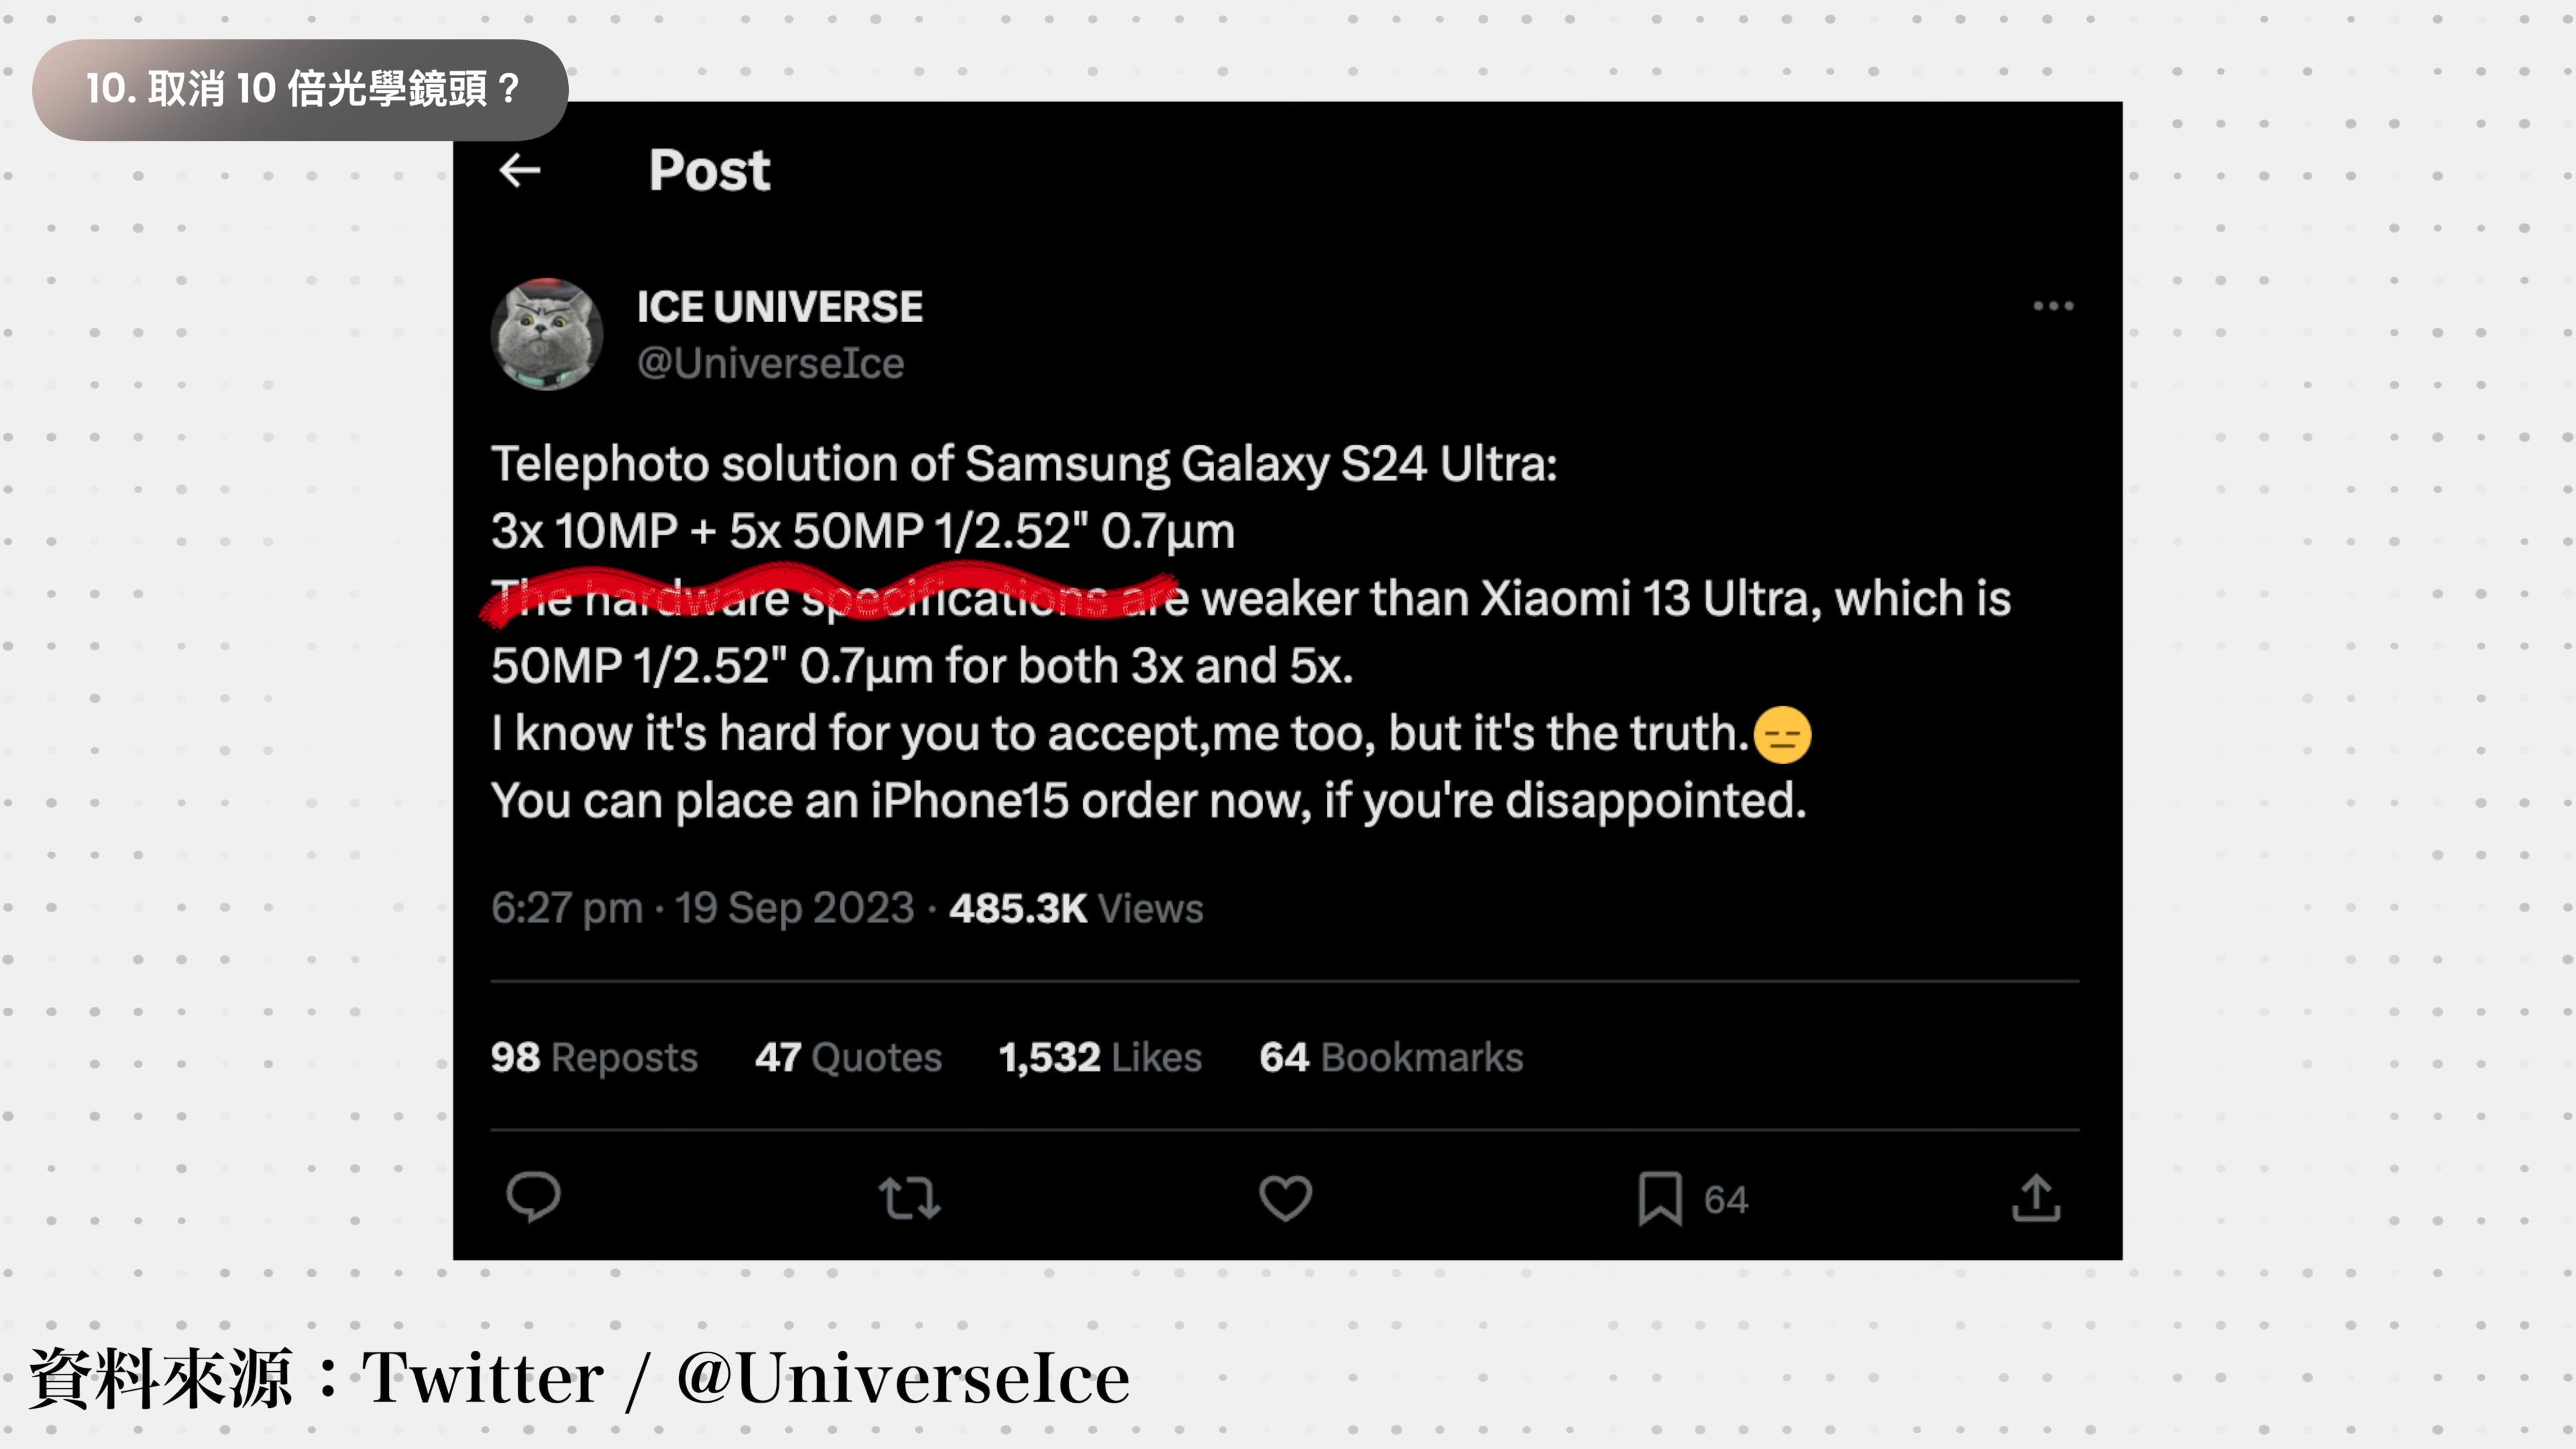 10. 取消 10 倍光學鏡頭？
Post
ICE UNIVERSE
@UniverseIce
Telephoto solution of Samsung Galaxy S24 Ultra:
3x 10MP + 5x 50MP 1/2.52" 0.7μm
The hardware specifications are weaker than Xiaomi 13 Ultra, which is
50MP 1/2.52" 0.7μm for both 3x and 5x.
I know it's hard for you to accept,me too, but it's the truth.😑
You can place an iPhone15 order now, if you're disappointed.
6:27 pm · 19 Sep 2023 · 485.3K Views
98 Reposts 47 Quotes 1,532 Likes 64 Bookmarks
64
資料來源：Twitter / @UniverseIce